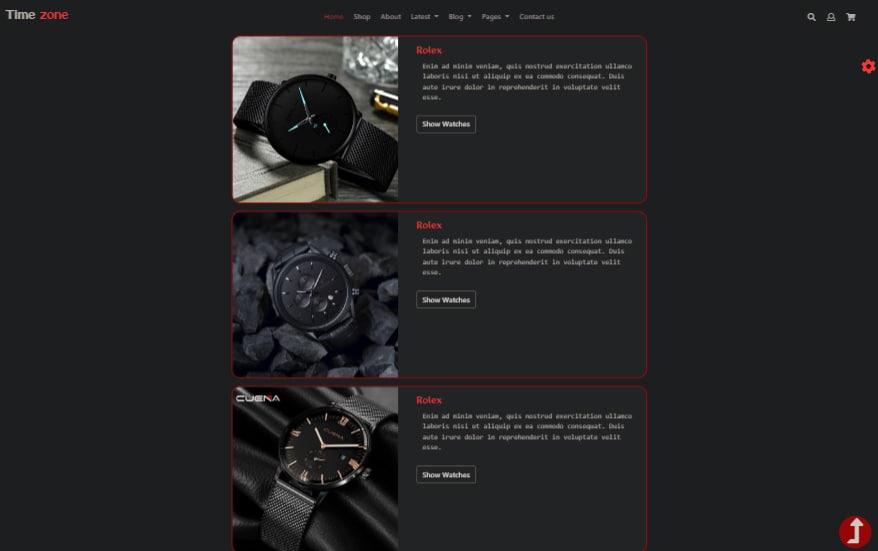 Time zone
Home Shop About Latest Blog Pages Contact us
Rolex
Enim ad minim veniam, quis nostrud exercitation ullamco
laboris nisi ut aliquip ex ea commodo consequat. Duis
aute irure dolor in reprehenderit in voluptate velit
esse.
Show Watches
Rolex
Enim ad minim veniam, quis nostrud exercitation ullamco
laboris nisi ut aliquip ex ea commodo consequat. Duis
aute irure dolor in reprehenderit in voluptate velit
esse.
Show Watches
CUENA
CUENA
Rolex
Enim ad minim veniam, quis nostrud exercitation ullamco
laboris nisi ut aliquip ex ea commodo consequat. Duis
aute irure dolor in reprehenderit in voluptate velit
esse.
Show Watches